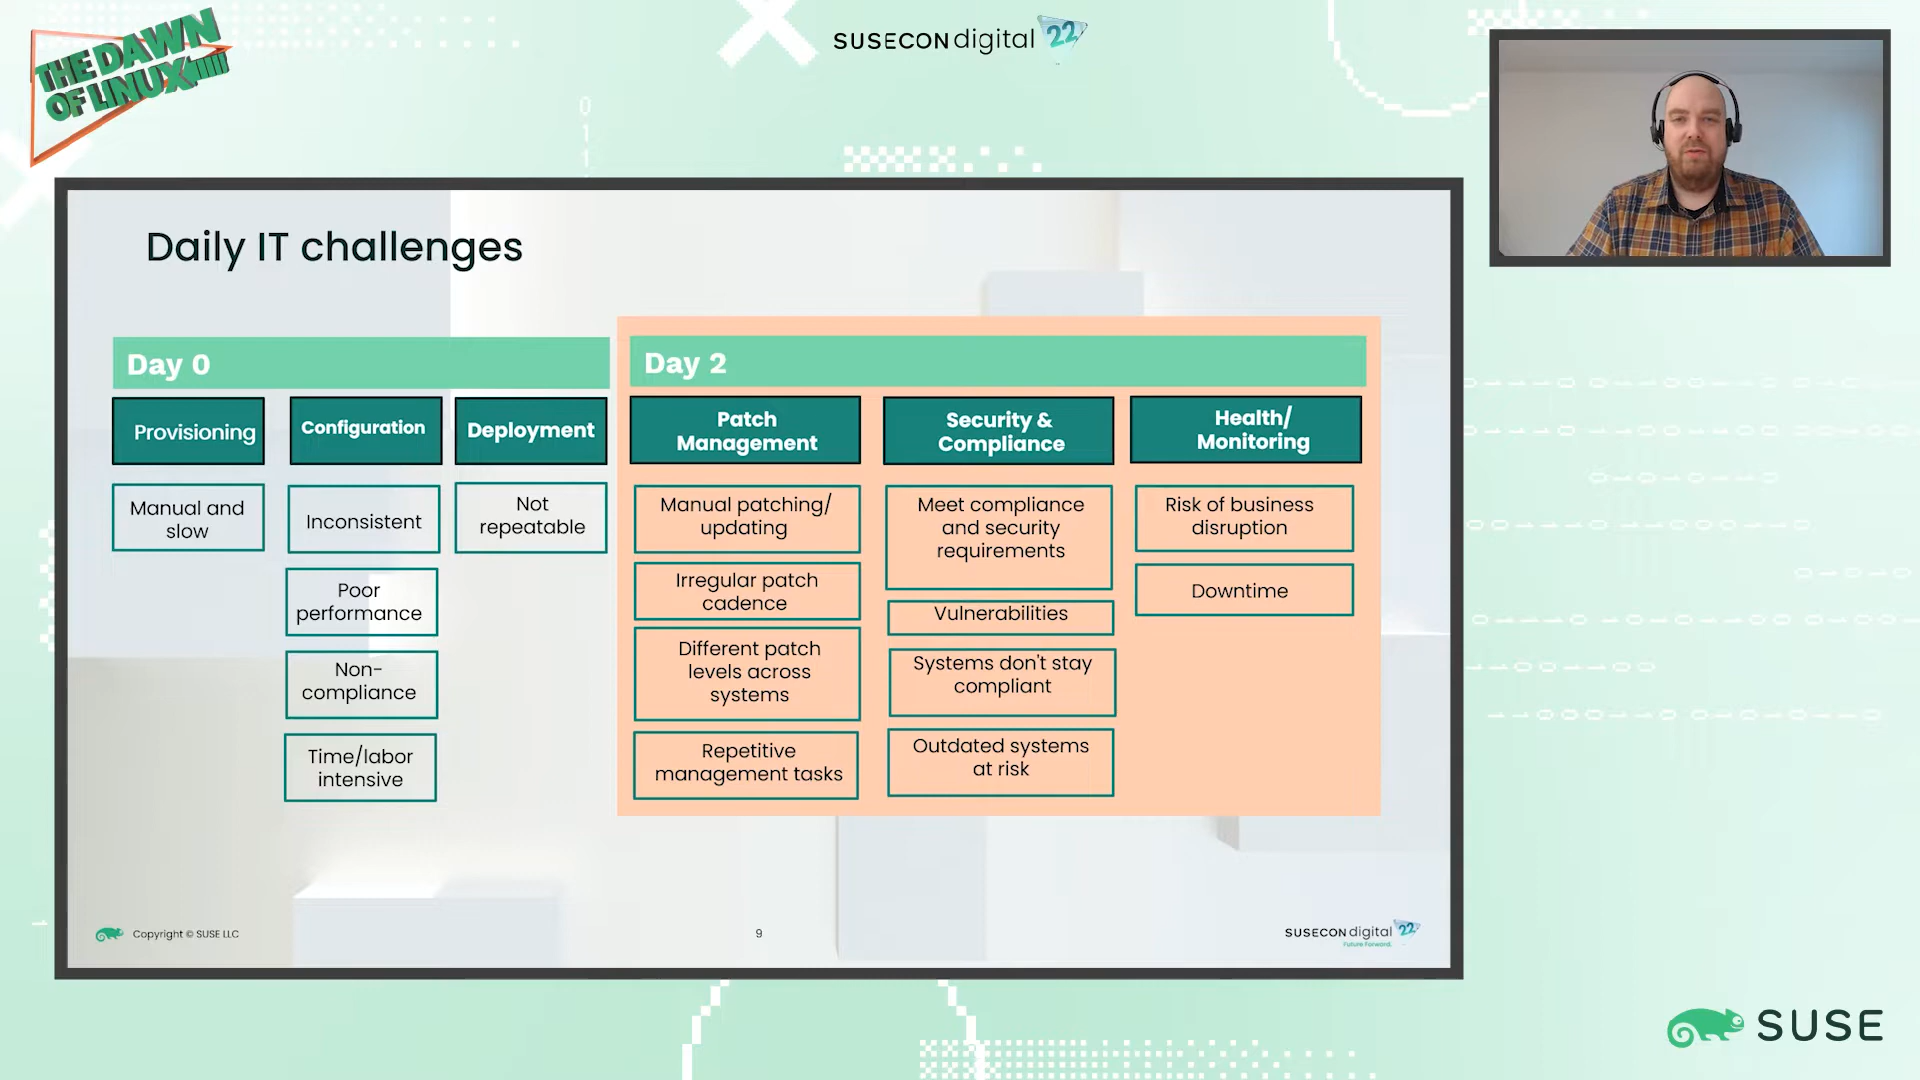 THE DAWN
OF LINUX
SUSECON digital 22
Daily IT challenges
Day 0
Provisioning
Manual and
slow
Configuration
Inconsistent
Poor
performance
Non-
compliance
Time/labor
intensive
Deployment
Not
repeatable
Day 2
Patch
Management
Manual patching/
updating
Irregular patch
cadence
Different patch
levels across
systems
Repetitive
management tasks
Security &
Compliance
Meet compliance
and security
requirements
Vulnerabilities
Systems don't stay
compliant
Outdated systems
at risk
Health/
Monitoring
Risk of business
disruption
Downtime
Copyright © SUSE LLC
9
SUSECON digital 22
Future Forward.
SUSE